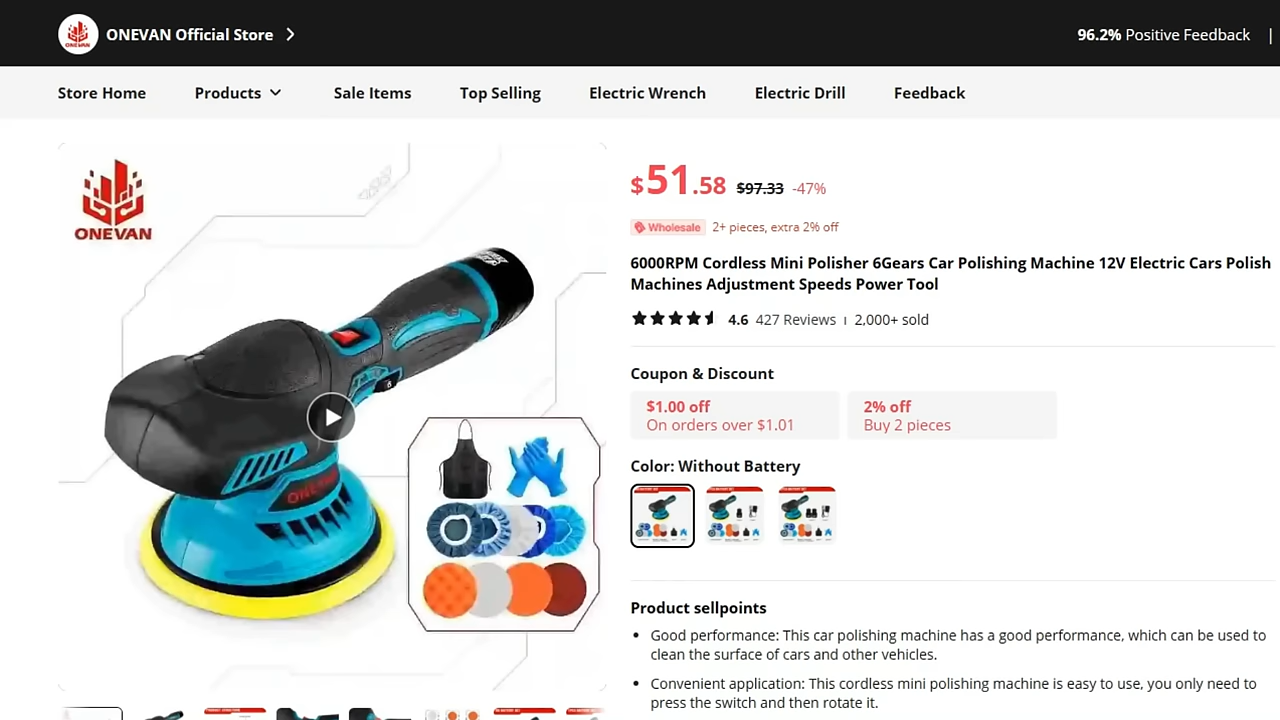 ONEVAN
ONEVAN Official Store
96.2% Positive Feedback |
Store Home
Products
Sale Items
Top Selling
Electric Wrench
Electric Drill
Feedback
ONEVAN
ONEVAN
$51.58 $97.33 -47%
Wholesale 2+ pieces, extra 2% off
6000RPM Cordless Mini Polisher 6Gears Car Polishing Machine 12V Electric Cars Polish
Machines Adjustment Speeds Power Tool
4.6 427 Reviews 2,000+ sold
Coupon & Discount
$1.00 off
On orders over $1.01
2% off
Buy 2 pieces
Color: Without Battery
Product sellpoints
• Good performance: This car polishing machine has a good performance, which can be used to
clean the surface of cars and other vehicles.
• Convenient application: This cordless mini polishing machine is easy to use, you only need to
press the switch and then rotate it.